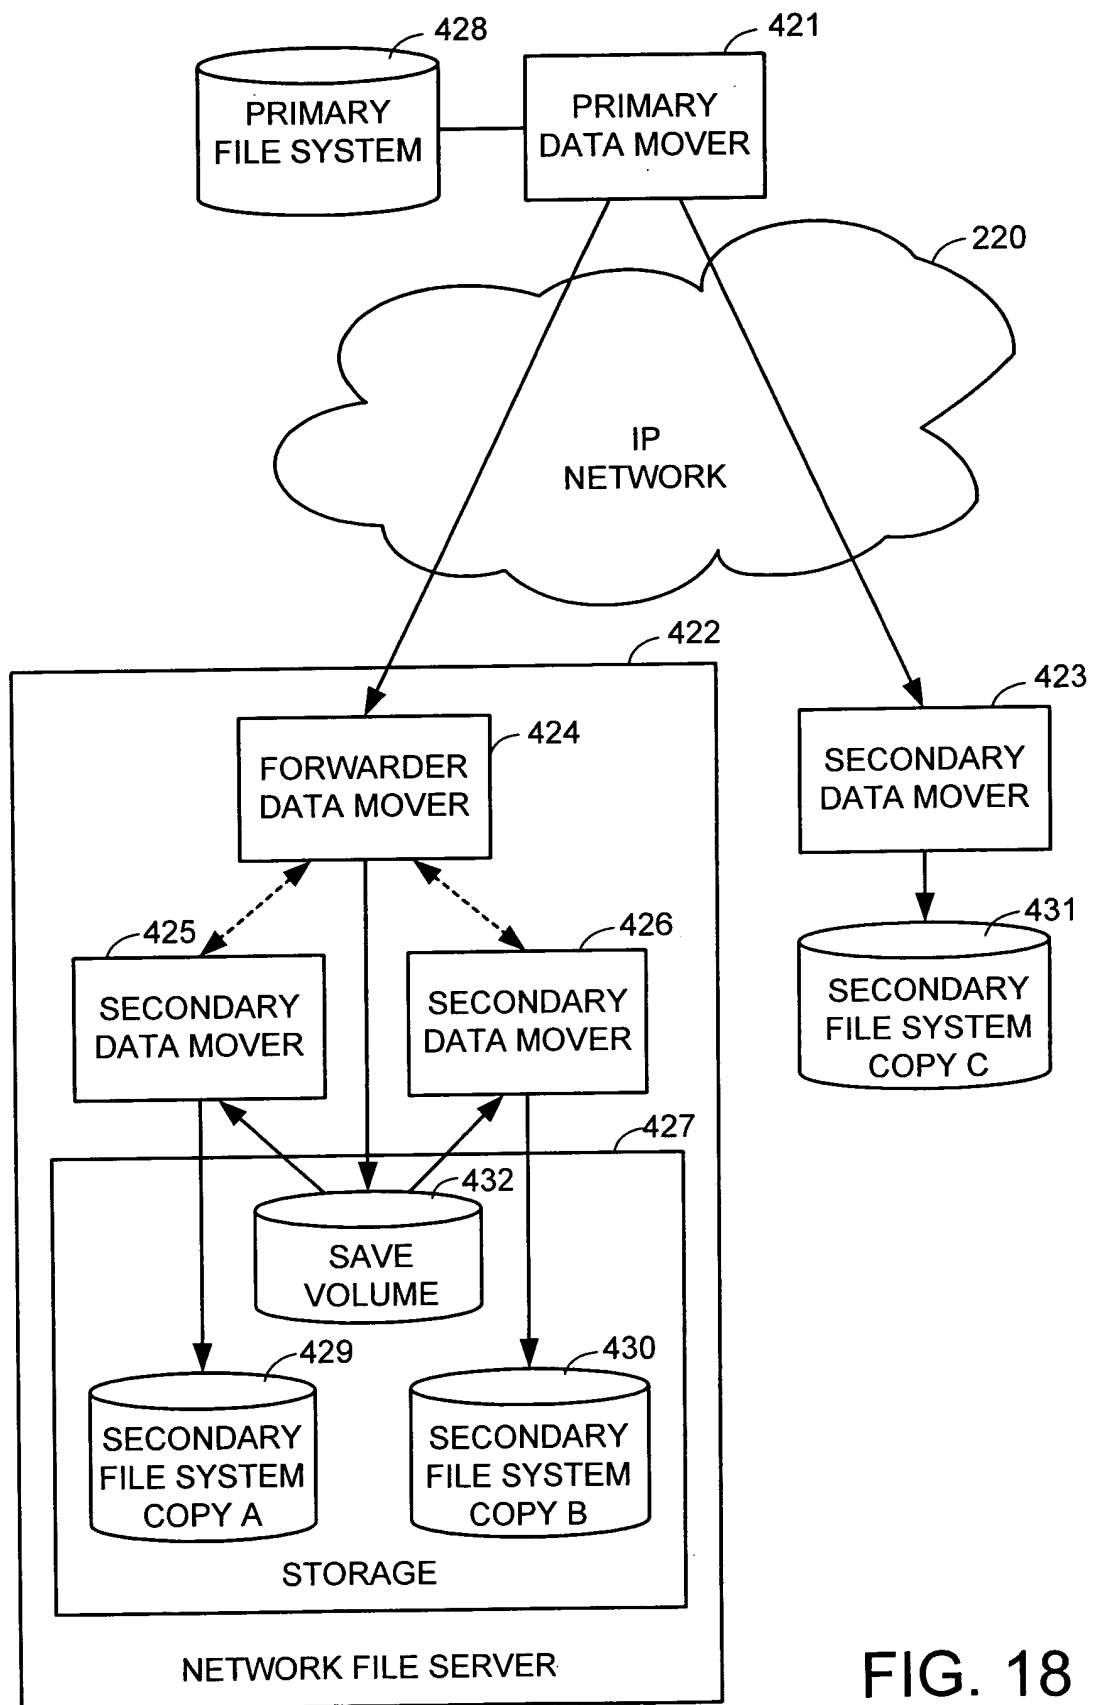 428
421
PRIMARY
FILE SYSTEM
PRIMARY
DATA MOVER
220
IP
NETWORK
422
423
424
FORWARDER
DATA MOVER
SECONDARY
DATA MOVER
425
426
431
SECONDARY
DATA MOVER
SECONDARY
DATA MOVER
SECONDARY
FILE SYSTEM
COPY C
427
432
SAVE
VOLUME
429
430
SECONDARY
FILE SYSTEM
COPY A
SECONDARY
FILE SYSTEM
COPY B
STORAGE
NETWORK FILE SERVER
FIG. 18